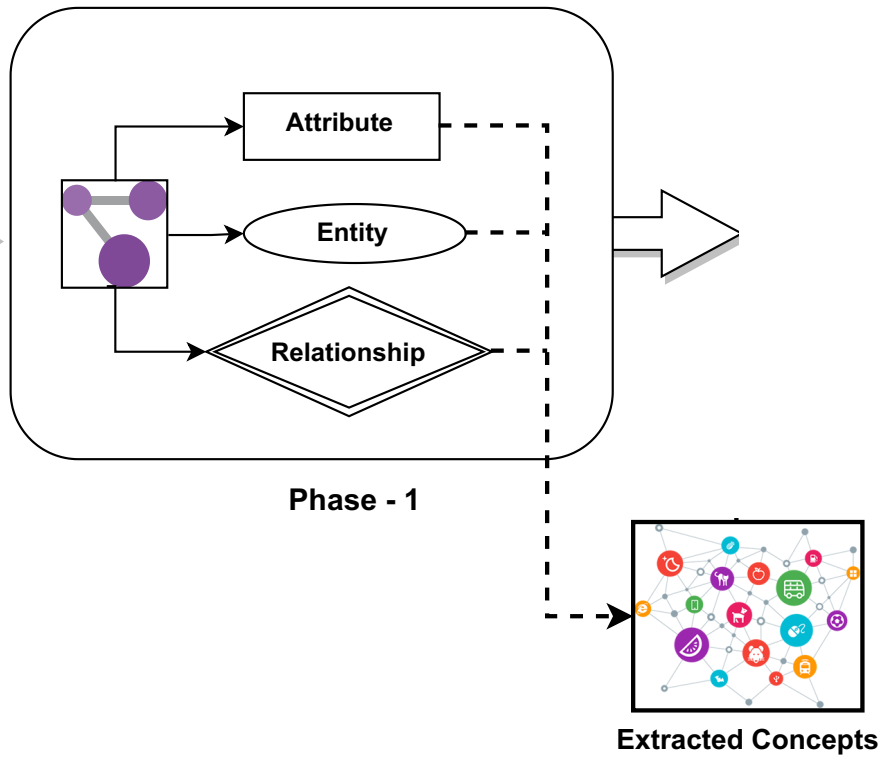 Attribute
Entity
Relationship
Phase - 1
Extracted Concepts